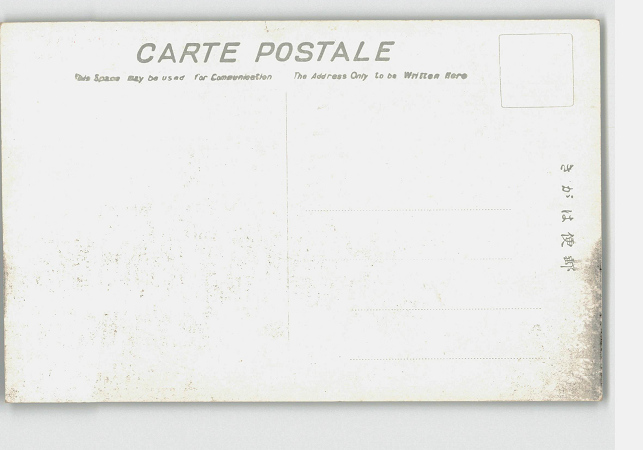 CARTE POSTALE
This Space may be used for Communication The Address Only to be Written Here
きがは便郵